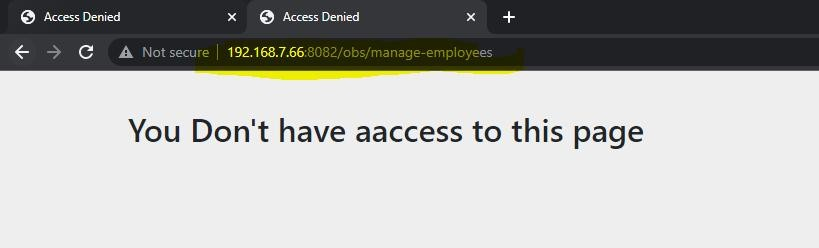 Access Denied
Access Denied
Not secure | 192.168.7.66:8082/obs/manage-employees
You Don't have aaccess to this page